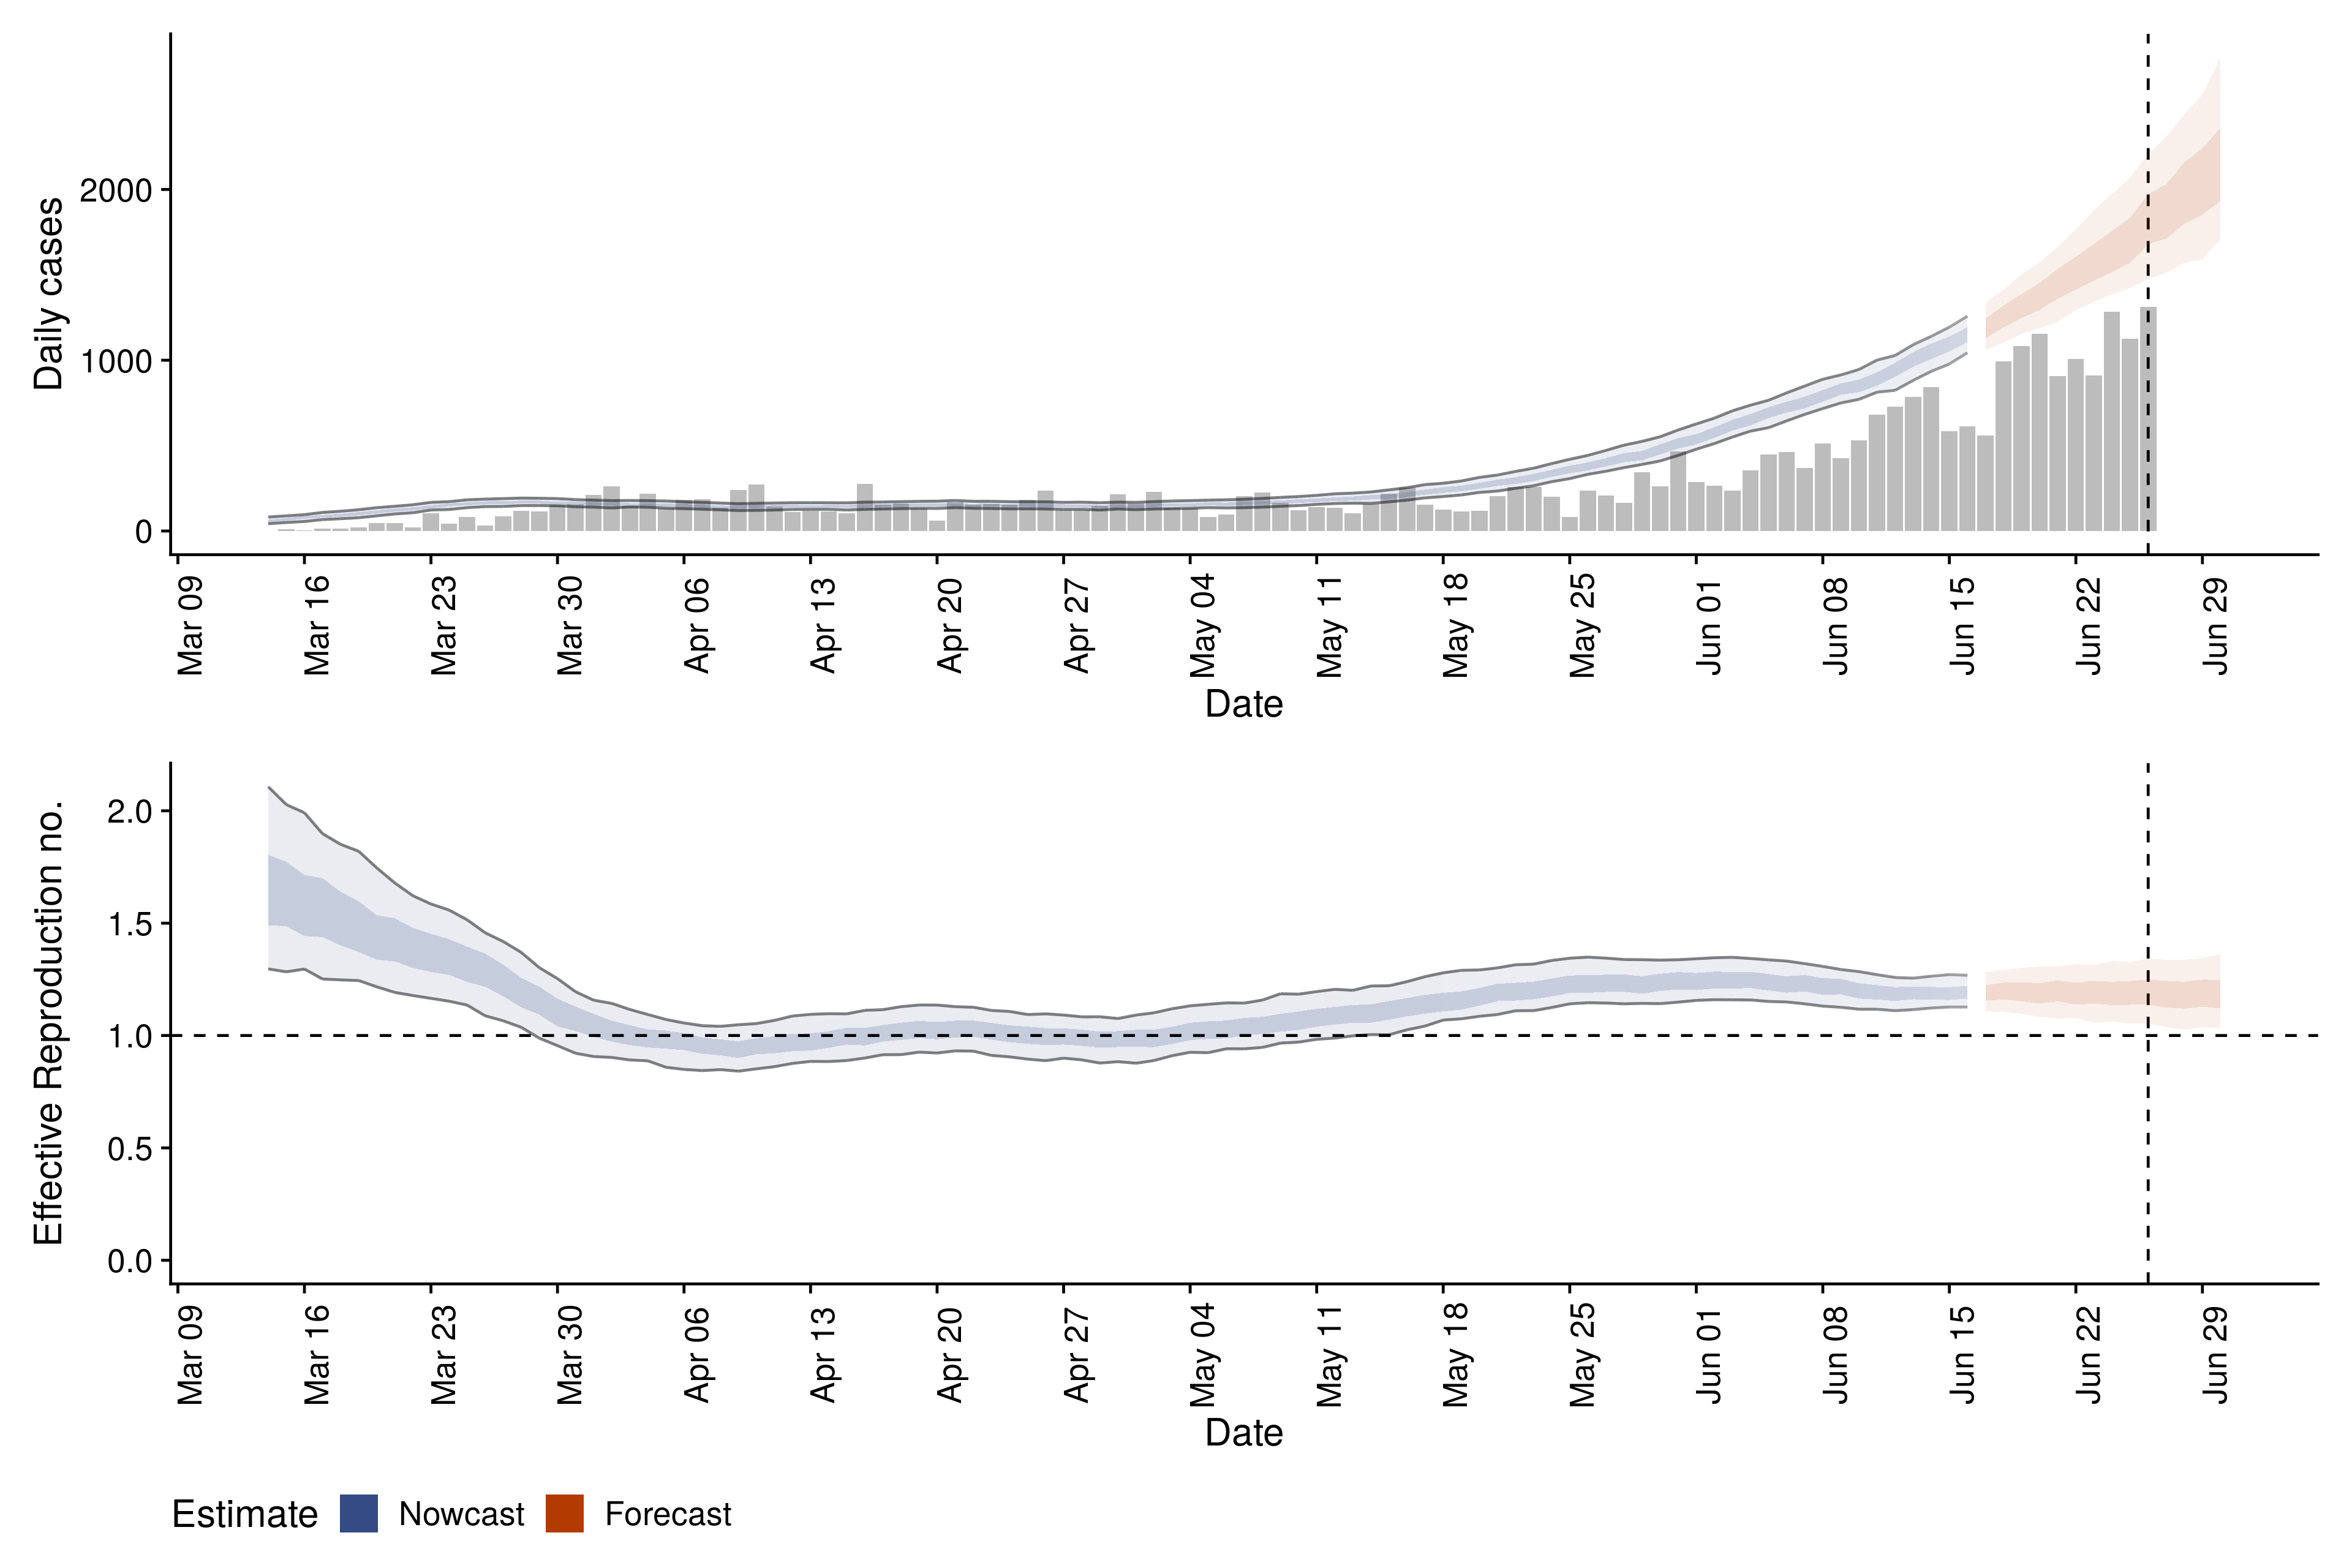 Daily cases
2000
1000
0
Mar 09
Mar 16
Mar 23
Mar 30
Apr 06
Apr 13
Apr 20
Apr 27
May 04
May 11
May 18
May 25
Jun 01
Jun 08
Jun 15
Jun 22
Jun 29
Date
Effective Reproduction no.
2.0
1.5
1.0
0.5
0.0
Mar 09
Mar 16
Mar 23
Mar 30
Apr 06
Apr 13
Apr 20
Apr 27
May 04
May 11
May 18
May 25
Jun 01
Jun 08
Jun 15
Jun 22
Jun 29
Date
Estimate Nowcast Forecast